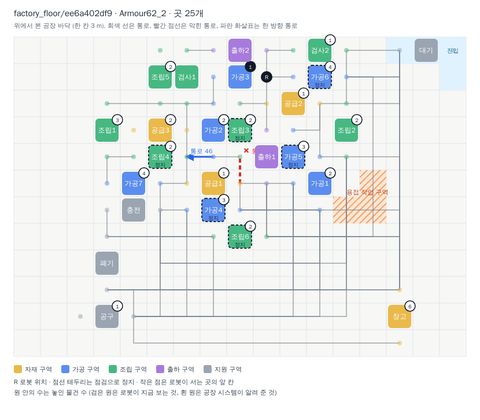 factory_floor/ee6a402df9 · Armour62_2 · 곳 25개
위에서 본 공장 바닥 (한 칸 3 m). 회색 선은 통로, 빨간 점선은 막힌 통로, 파란 화살표는 한 방향 통로
출하2
검사2
대기
진입
조립5
검사1
가공3
R
가공6
공급2
조립1
공급3
가공2
조립3
조립2
조립4
통로 46
출하1
가공5
가공7
공급1
가공1
용접 작업 구역
충전
가공4
조립6
폐기
공구
창고
자재 구역
가공 구역
조립 구역
출하 구역
지원 구역
R 로봇 위치 · 점선 테두리는 점검으로 정지 · 작은 점은 로봇이 서는 곳의 앞 칸
원 안의 수는 놓인 물건 수 (검은 원은 로봇이 지금 보는 것, 흰 원은 공장 시스템이 알려 준 것)